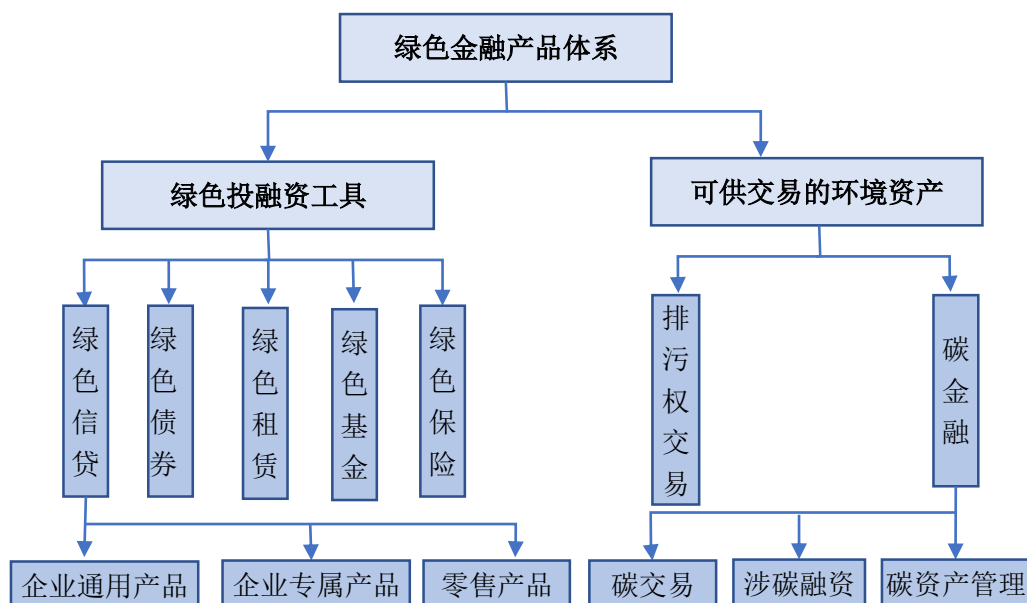 绿色金融产品体系
绿色投融资工具
可供交易的环境资产
绿色信贷
绿色债券
绿色租赁
绿色基金
绿色保险
排污权交易
碳金融
企业通用产品
企业专属产品
零售产品
碳交易
涉碳融资
碳资产管理